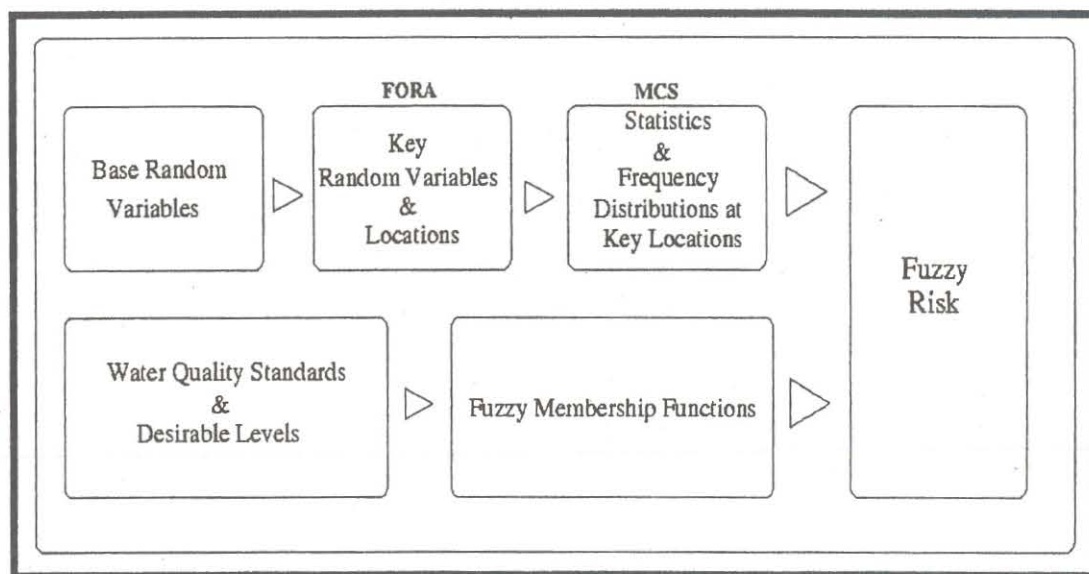 FORA
MCS
Base Random
Variables
Key
Random Variables
&
Locations
Statistics
&
Frequency
Distributions at
Key Locations
Fuzzy
Risk
Water Quality Standards
&
Desirable Levels
Fuzzy Membership Functions